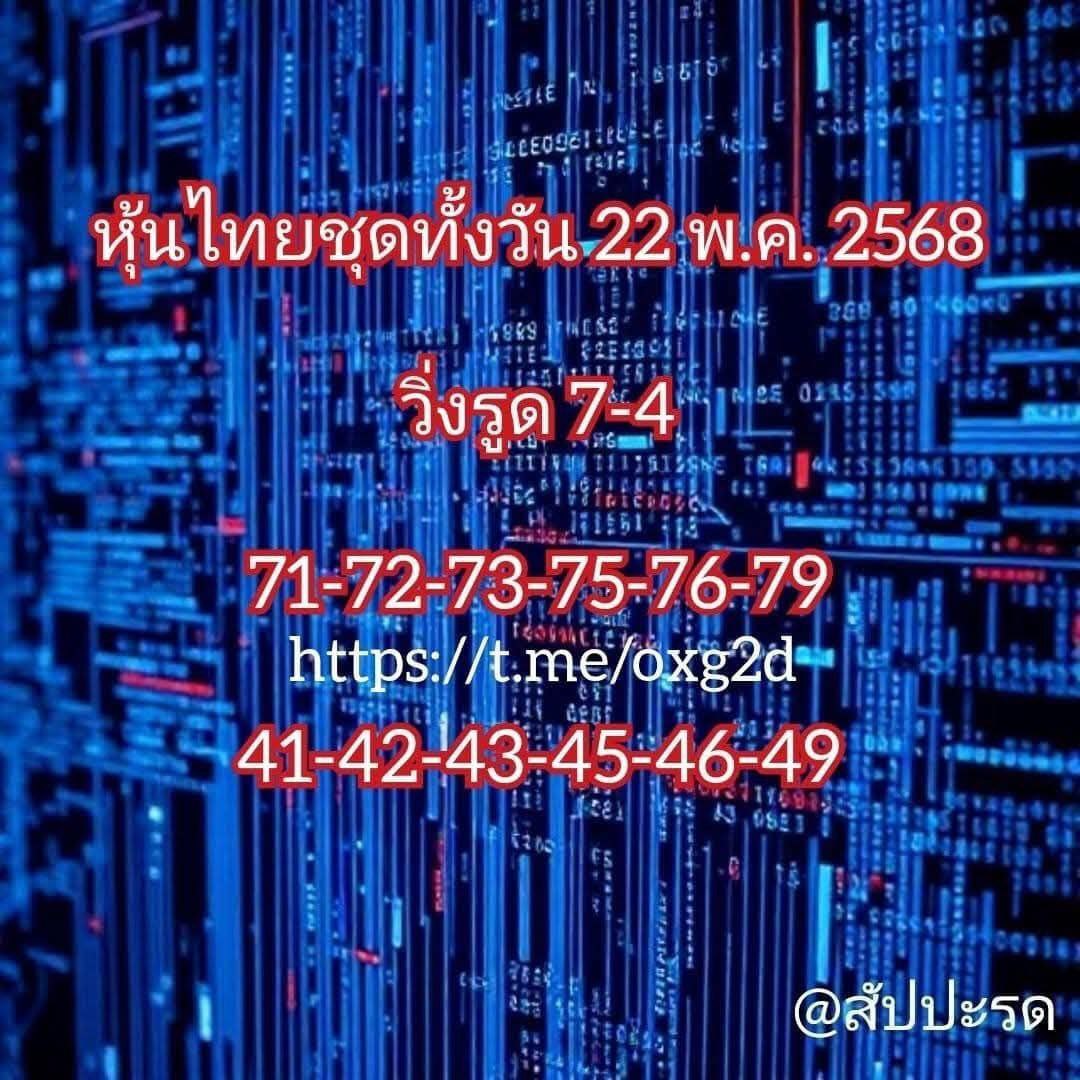 หุ้นไทยชุดทั้งวัน 22 พ.ค. 2568
วิ่งรูด 7-4
71-72-73-75-76-79
https://t.me/oxg2d
41-42-43-45-46-49
@สัปปะรด